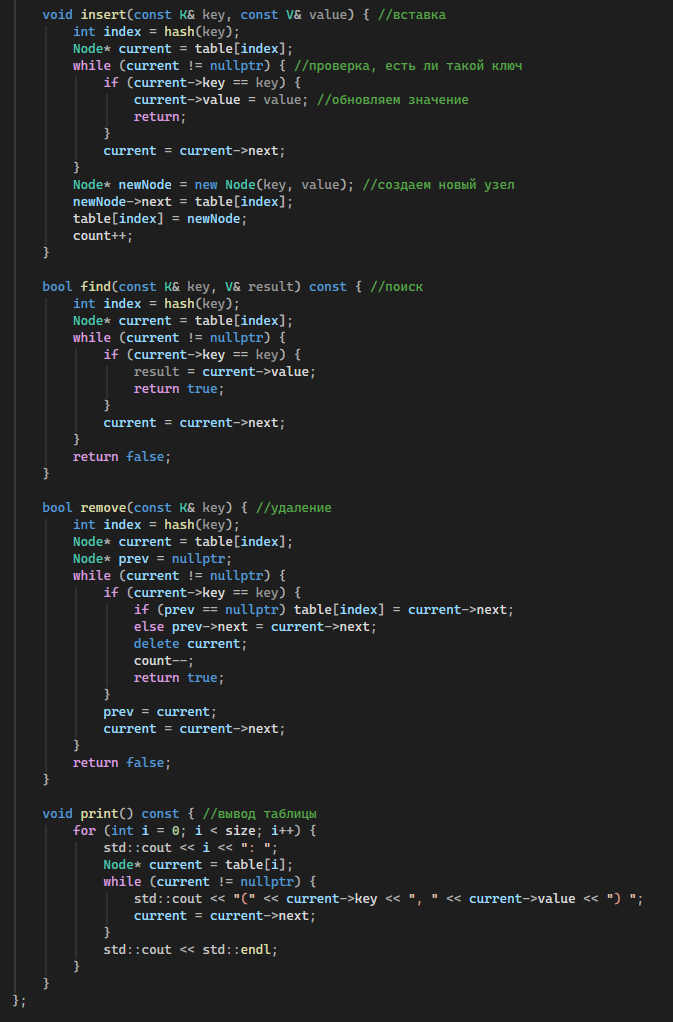 void insert(const K& key, const V& value) { //вставка
int index = hash(key);
Node* current = table[index];
while (current != nullptr) { //проверка, есть ли такой ключ
if (current->key == key) {
current->value = value; //обновляем значение
return;
}
current = current->next;
}
Node* newNode = new Node(key, value); //создаем новый узел
newNode->next = table[index];
table[index] = newNode;
count++;
}
bool find(const K& key, V& result) const { //поиск
int index = hash(key);
Node* current = table[index];
while (current != nullptr) {
if (current->key == key) {
result = current->value;
return true;
}
current = current->next;
}
return false;
}
bool remove(const K& key) { //удаление
int index = hash(key);
Node* current = table[index];
Node* prev = nullptr;
while (current != nullptr) {
if (current->key == key) {
if (prev == nullptr) table[index] = current->next;
else prev->next = current->next;
delete current;
count--;
return true;
}
prev = current;
current = current->next;
}
return false;
}
void print() const { //вывод таблицы
for (int i = 0; i < size; i++) {
std::cout << i << ": ";
Node* current = table[i];
while (current != nullptr) {
std::cout << "(" << current->key << ", " << current->value << ") ";
current = current->next;
}
std::cout << std::endl;
}
}
};